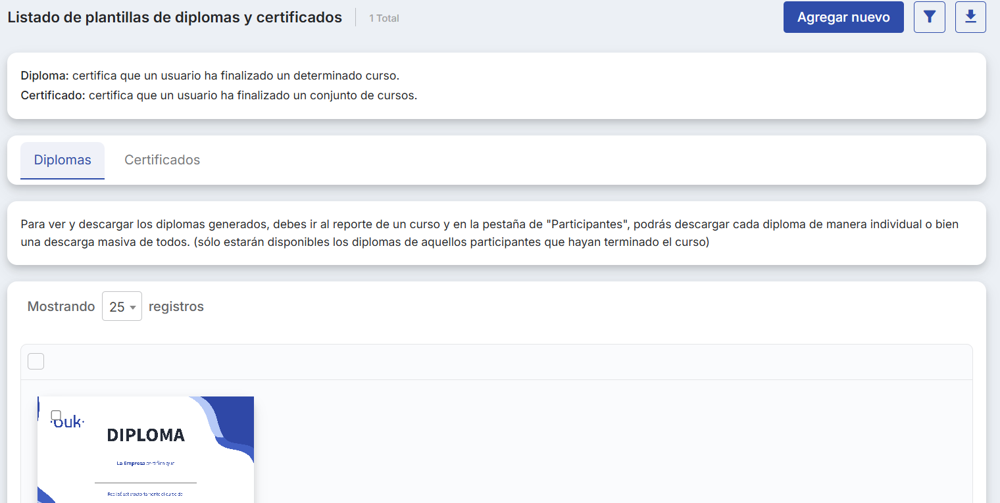 Listado de plantillas de diplomas y certificados
1 Total
Agregar nuevo
Diploma: certifica que un usuario ha finalizado un determinado curso.
Certificado: certifica que un usuario ha finalizado un conjunto de cursos.
Diplomas
Certificados
Para ver y descargar los diplomas generados, debes ir al reporte de un curso y en la pestaña de "Participantes", podrás descargar cada diploma de manera individual o bien
una descarga masiva de todos. (sólo estarán disponibles los diplomas de aquellos participantes que hayan terminado el curso)
Mostrando 25 registros
buk
DIPLOMA
La Empresa certifica que
Realizó satisfactoriamente el curso de